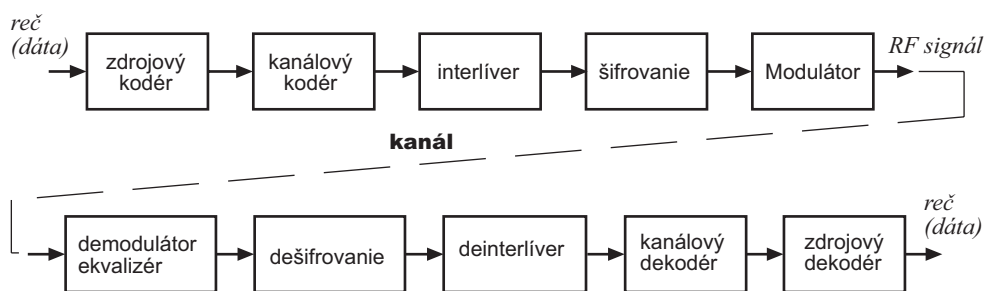 reč
(dáta)
zdrojový
kodér
kanálový
kodér
interlíver
šifrovanie
Modulátor
RF signál
kanál
demodulátor
ekvalizér
dešifrovanie
deinterlíver
kanálový
dekodér
zdrojový
dekodér
reč
(dáta)